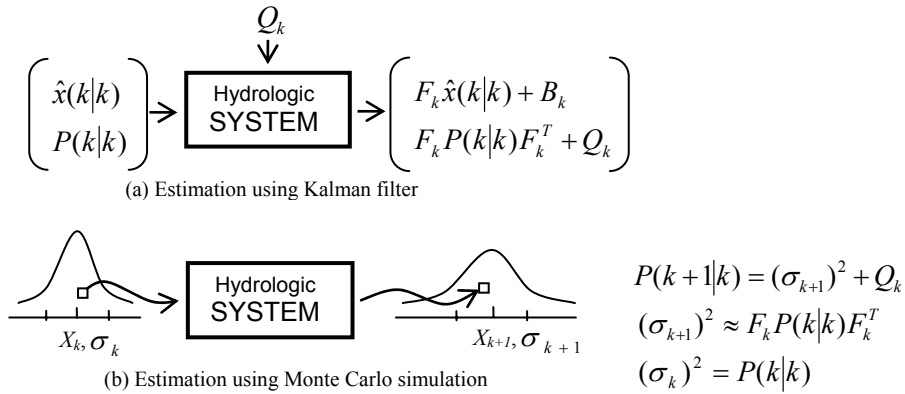 Q_k
x̂(k|k)
P(k|k)
Hydrologic
SYSTEM
F_k x̂(k|k) + B_k
F_k P(k|k) F_k^T + Q_k
(a) Estimation using Kalman filter
Hydrologic
SYSTEM
X_k, σ_k
X_{k+1}, σ_{k+1}
(b) Estimation using Monte Carlo simulation
P(k+1|k) = (σ_{k+1})^2 + Q_k
(σ_{k+1})^2 ≈ F_k P(k|k) F_k^T
(σ_k)^2 = P(k|k)